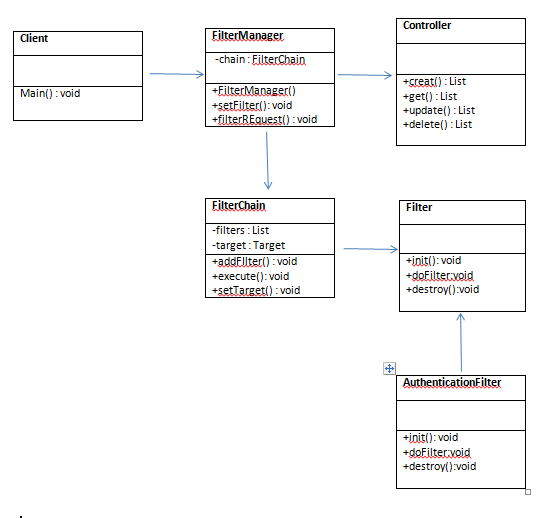 Client
Main() : void
FilterManager
-chain : FilterChain
+FilterManager()
+setFilter() : void
+filterREquest() : void
Controller
+creat() : List
+get() : List
+update() : List
+delete() : List
FilterChain
-filters : List
-target : Target
+addFIlter() : void
+execute() : void
+setTarget() : void
Filter
+init() : void
+doFilter:void
+destroy():void
AuthenticationFilter
+init() : void
+doFilter:void
+destroy():void